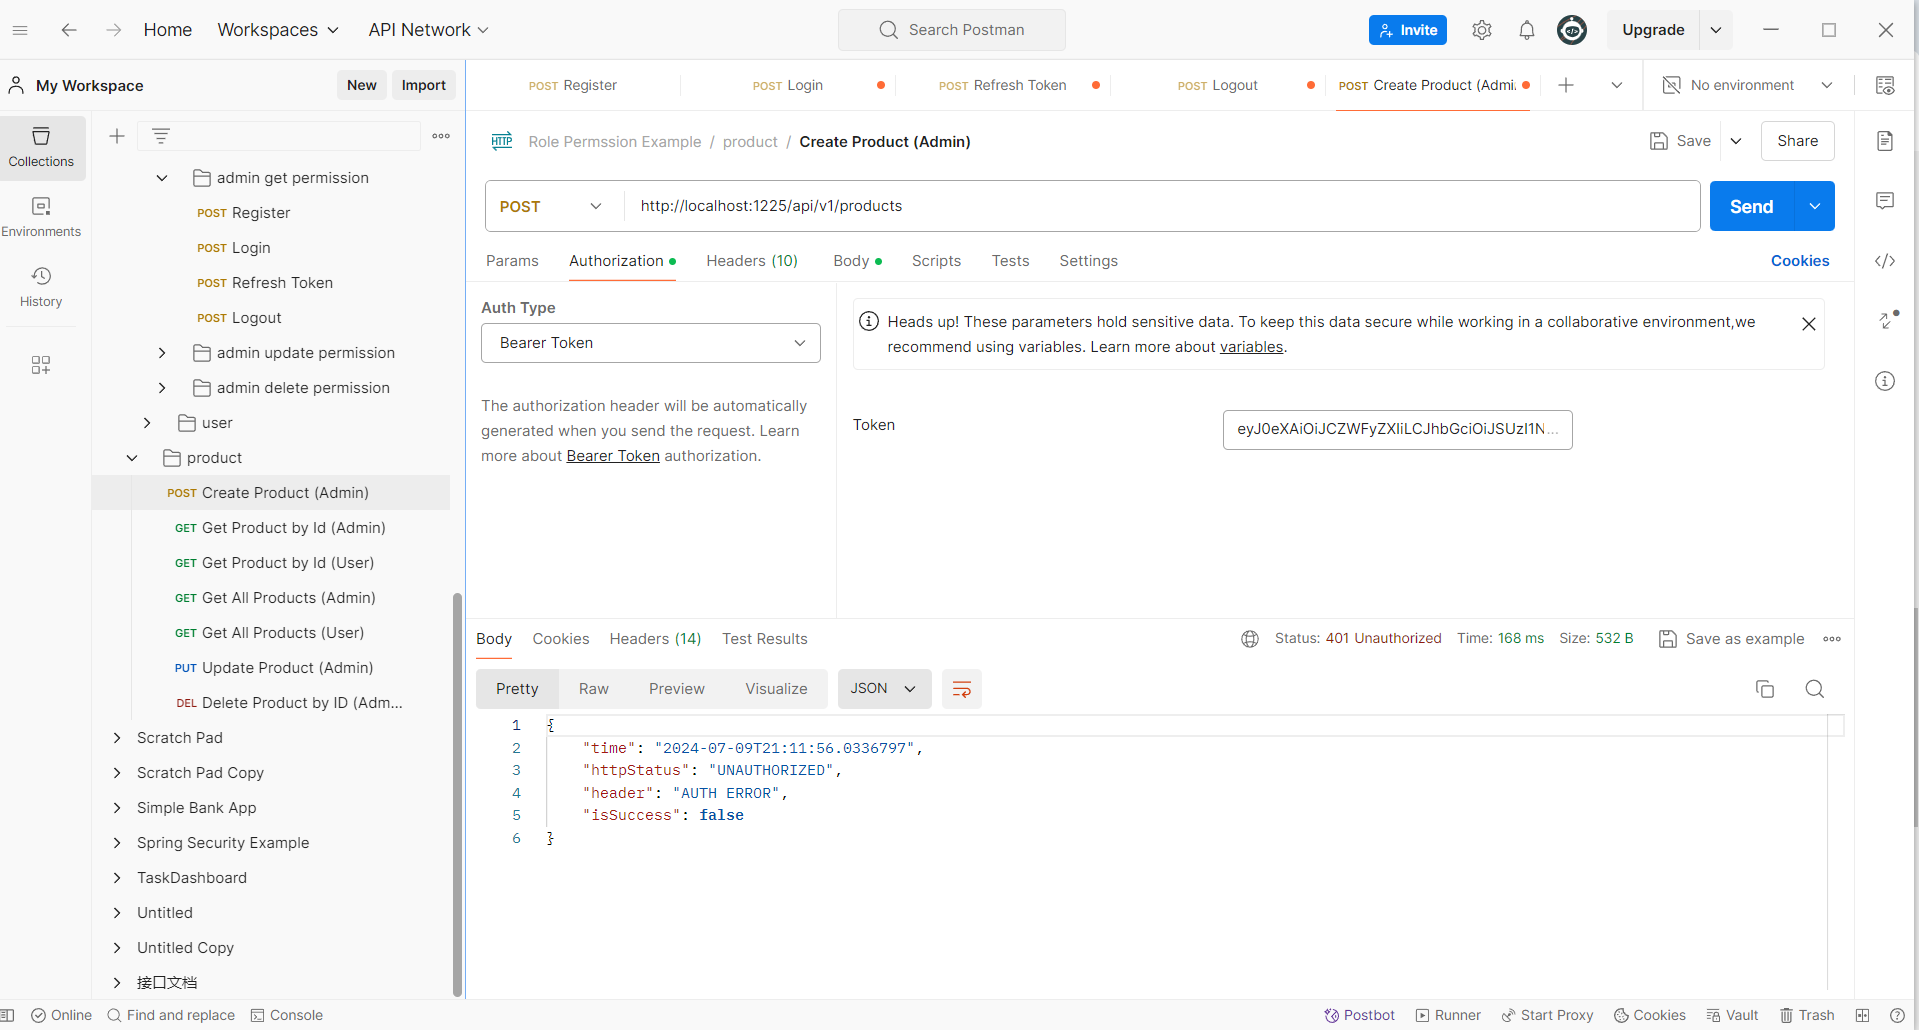 Home Workspaces API Network Search Postman Invite Upgrade
My Workspace New Import
POST Register POST Login POST Refresh Token POST Logout POST Create Product (Admi. No environment
Collections
Environments
History
admin get permission
POST Register
POST Login
POST Refresh Token
POST Logout
admin update permission
admin delete permission
user
product
POST Create Product (Admin)
GET Get Product by Id (Admin)
GET Get Product by Id (User)
GET Get All Products (Admin)
GET Get All Products (User)
PUT Update Product (Admin)
DEL Delete Product by ID (Adm...
Scratch Pad
Scratch Pad Copy
Simple Bank App
Spring Security Example
TaskDashboard
Untitled
Untitled Copy
接口文档
HTTP Role Permssion Example / product / Create Product (Admin) Save Share
POST http://localhost:1225/api/v1/products Send
Params Authorization Headers (10) Body Scripts Tests Settings Cookies
Auth Type
Bearer Token
The authorization header will be automatically
generated when you send the request. Learn
more about Bearer Token authorization.
Heads up! These parameters hold sensitive data. To keep this data secure while working in a collaborative environment,we
recommend using variables. Learn more about variables.
Token eyJ0eXAiOiJCZWFyZXIiLCJhbGciOiJSUzI1N...
Body Cookies Headers (14) Test Results Status: 401 Unauthorized Time: 168 ms Size: 532 B Save as example
Pretty Raw Preview Visualize JSON
1 {
2 "time": "2024-07-09T21:11:56.0336797",
3 "httpStatus": "UNAUTHORIZED",
4 "header": "AUTH ERROR",
5 "isSuccess": false
6 }
Online Find and replace Console Postbot Runner Start Proxy Cookies Vault Trash